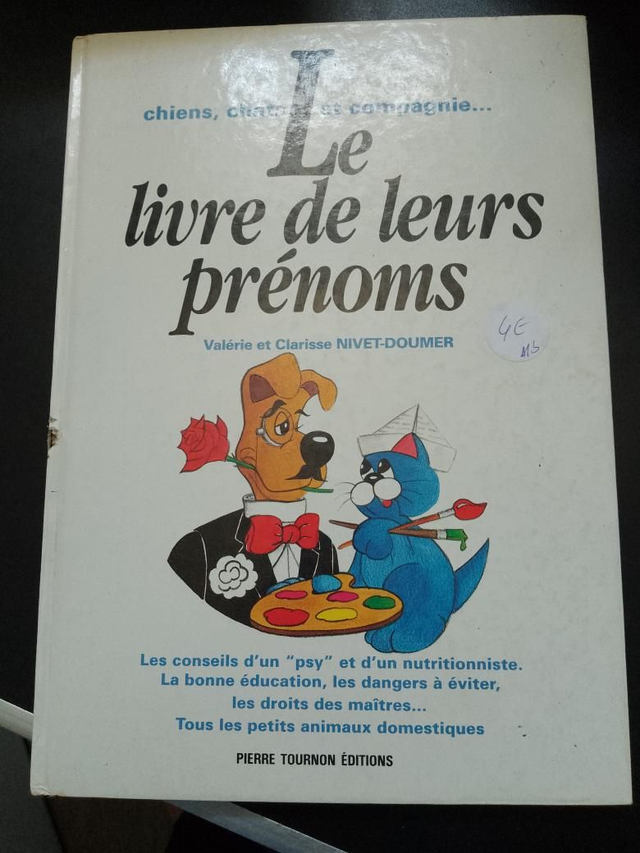 chiens, chats et compagnie...
Le
livre de leurs
prénoms
Valérie et Clarisse NIVET-DOUMER
4E
Les conseils d'un "psy" et d'un nutritionniste.
La bonne éducation, les dangers à éviter,
les droits des maîtres...
Tous les petits animaux domestiques
PIERRE TOURNON ÉDITIONS